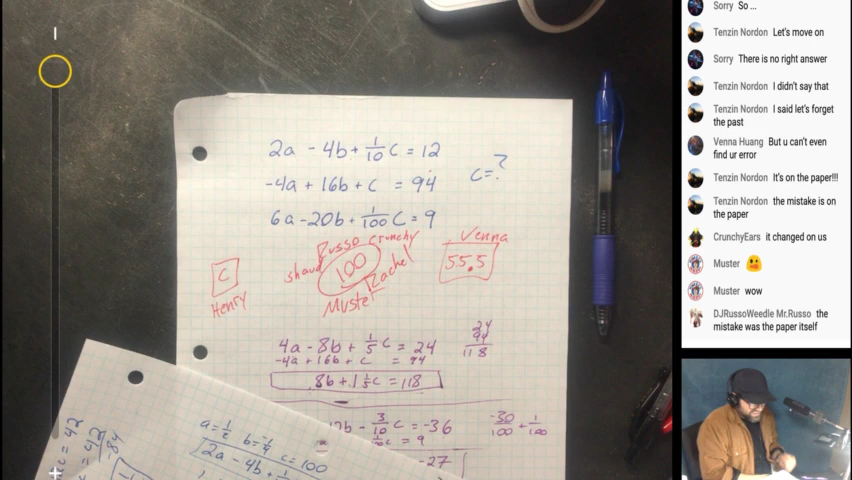 2a - 4b + 1/10 c = 12
-4a + 16b + c = 94
6a - 20b + 1/100 C = 9
c = ?
C
Henry
Russo Crunchy
shaud
100
Rachel
Muster
Venna
55.5
4a - 8b + 1/5 c = 24
-4a + 16b + c = 94
8b + 1 1/5 c = 118
24
94
118
12b - 3/10 c = -36
c = 9
-27
-30/100 + 1/100
a = 1/2 b = -1/4 c = 100
2a - 4b + 1/
Sorry So ...
Tenzin Nordon Let's move on
Sorry There is no right answer
Tenzin Nordon I didn't say that
Tenzin Nordon I said let's forget
the past
Venna Huang But u can't even
find ur error
Tenzin Nordon It's on the paper!!!
Tenzin Nordon the mistake is on
the paper
CrunchyEars it changed on us
Muster
Muster wow
DJRussoWeedle Mr.Russo the
mistake was the paper itself